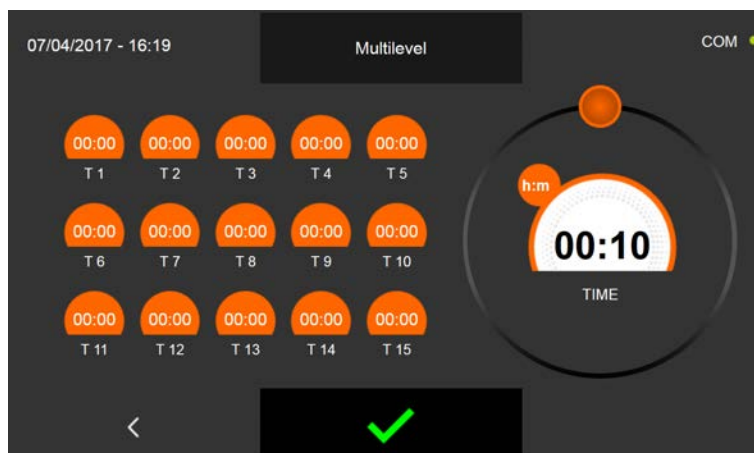 07/04/2017 - 16:19
Multilevel
COM
00:00 00:00 00:00 00:00 00:00
T 1 T 2 T 3 T 4 T 5
h:m
00:00 00:00 00:00 00:00 00:00
T 6 T 7 T 8 T 9 T 10
00:10
TIME
00:00 00:00 00:00 00:00 00:00
T 11 T 12 T 13 T 14 T 15